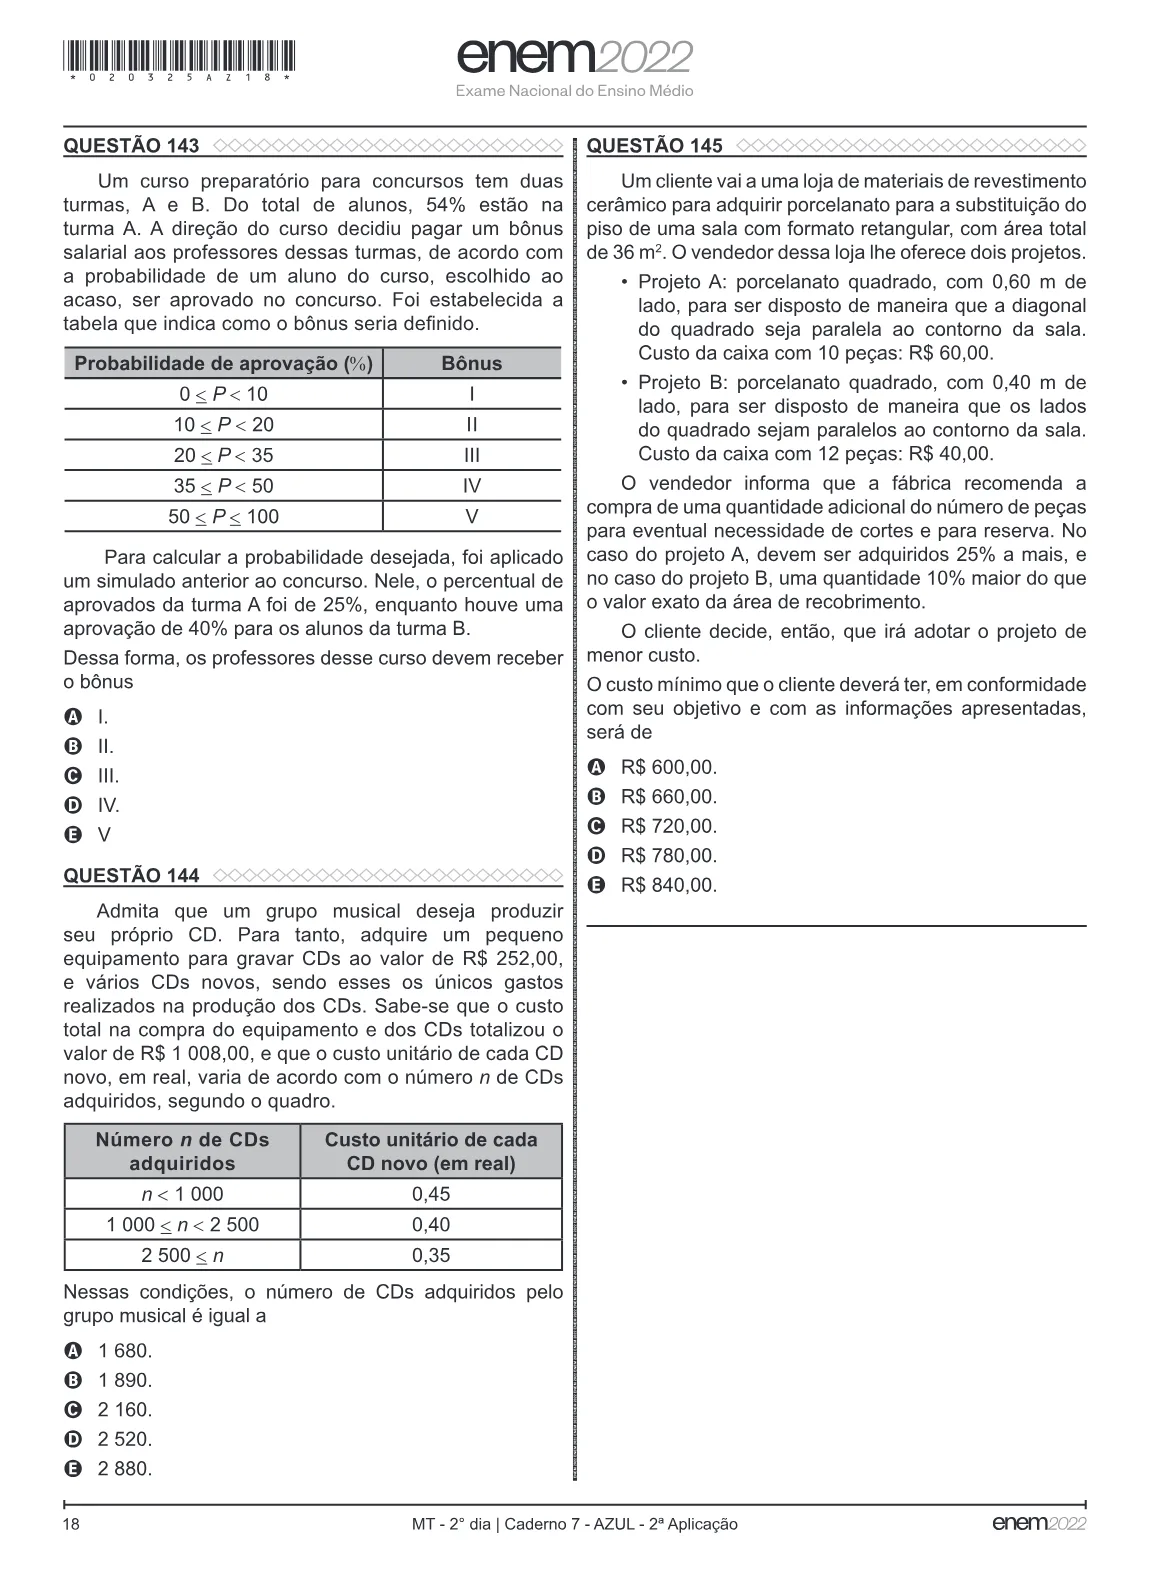 *020325AZ18*
enem2022
Exame Nacional do Ensino Médio
QUESTÃO 143
Um curso preparatório para concursos tem duas
turmas, A e B. Do total de alunos, 54% estão na
turma A. A direção do curso decidiu pagar um bônus
salarial aos professores dessas turmas, de acordo com
a probabilidade de um aluno do curso, escolhido ao
acaso, ser aprovado no concurso. Foi estabelecida a
tabela que indica como o bônus seria definido.
Probabilidade de aprovação (%) Bônus
0 ≤ P < 10 I
10 ≤ P < 20 II
20 ≤ P < 35 III
35 ≤ P < 50 IV
50 ≤ P ≤ 100 V
Para calcular a probabilidade desejada, foi aplicado
um simulado anterior ao concurso. Nele, o percentual de
aprovados da turma A foi de 25%, enquanto houve uma
aprovação de 40% para os alunos da turma B.
Dessa forma, os professores desse curso devem receber
o bônus
A I.
B II.
C III.
D IV.
E V
QUESTÃO 144
Admita que um grupo musical deseja produzir
seu próprio CD. Para tanto, adquire um pequeno
equipamento para gravar CDs ao valor de R$ 252,00,
e vários CDs novos, sendo esses os únicos gastos
realizados na produção dos CDs. Sabe-se que o custo
total na compra do equipamento e dos CDs totalizou o
valor de R$ 1 008,00, e que o custo unitário de cada CD
novo, em real, varia de acordo com o número n de CDs
adquiridos, segundo o quadro.
Número n de CDs
adquiridos
Custo unitário de cada
CD novo (em real)
n < 1 000 0,45
1 000 ≤ n < 2 500 0,40
2 500 ≤ n 0,35
Nessas condições, o número de CDs adquiridos pelo
grupo musical é igual a
A 1 680.
B 1 890.
C 2 160.
D 2 520.
E 2 880.
QUESTÃO 145
Um cliente vai a uma loja de materiais de revestimento
cerâmico para adquirir porcelanato para a substituição do
piso de uma sala com formato retangular, com área total
de 36 m². O vendedor dessa loja lhe oferece dois projetos.
• Projeto A: porcelanato quadrado, com 0,60 m de
lado, para ser disposto de maneira que a diagonal
do quadrado seja paralela ao contorno da sala.
Custo da caixa com 10 peças: R$ 60,00.
• Projeto B: porcelanato quadrado, com 0,40 m de
lado, para ser disposto de maneira que os lados
do quadrado sejam paralelos ao contorno da sala.
Custo da caixa com 12 peças: R$ 40,00.
O vendedor informa que a fábrica recomenda a
compra de uma quantidade adicional do número de peças
para eventual necessidade de cortes e para reserva. No
caso do projeto A, devem ser adquiridos 25% a mais, e
no caso do projeto B, uma quantidade 10% maior do que
o valor exato da área de recobrimento.
O cliente decide, então, que irá adotar o projeto de
menor custo.
O custo mínimo que o cliente deverá ter, em conformidade
com seu objetivo e com as informações apresentadas,
será de
A R$ 600,00.
B R$ 660,00.
C R$ 720,00.
D R$ 780,00.
E R$ 840,00.
18
MT - 2° dia | Caderno 7 - AZUL - 2ª Aplicação
enem2022